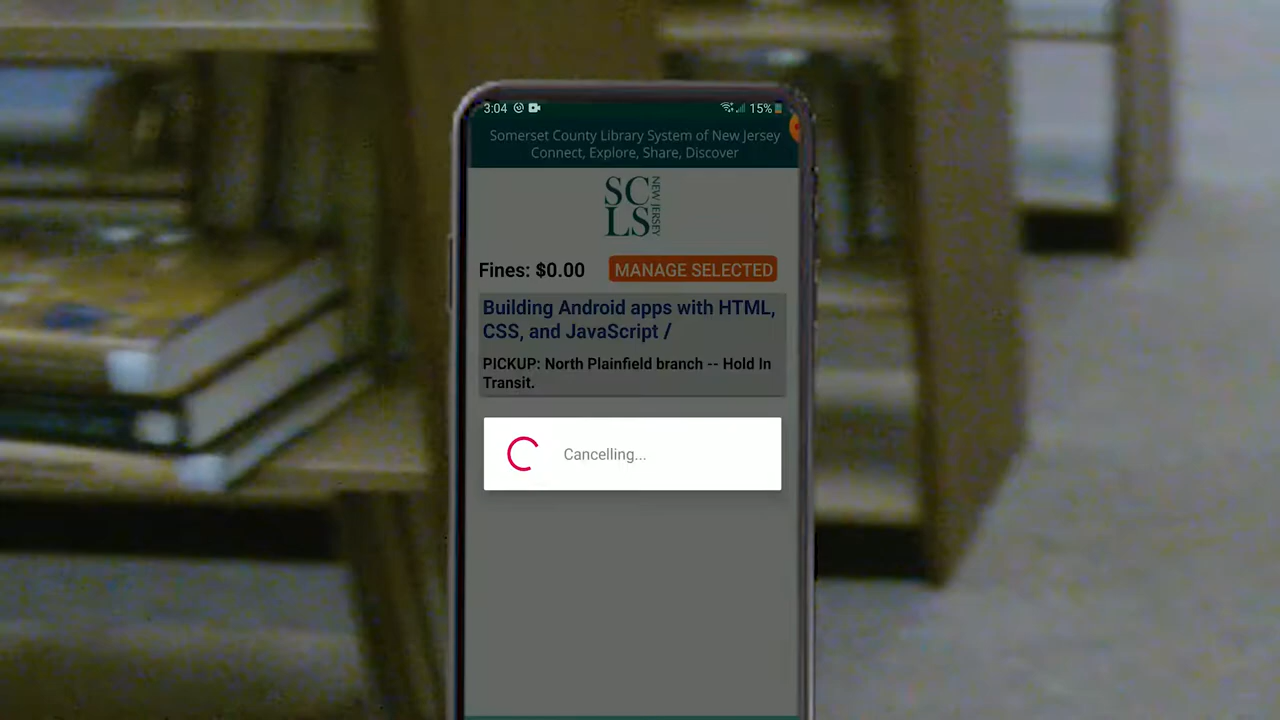 3:04 15%
Somerset County Library System of New Jersey
Connect, Explore, Share, Discover
SC
LS
NEW JERSEY
Fines: $0.00 MANAGE SELECTED
Building Android apps with HTML,
CSS, and JavaScript /
PICKUP: North Plainfield branch -- Hold In
Transit.
Cancelling...